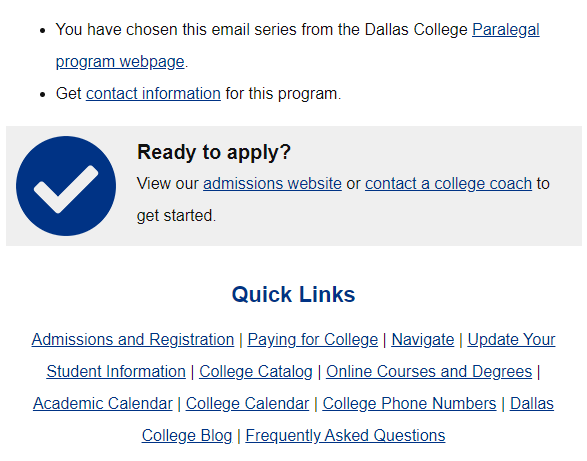 • You have chosen this email series from the Dallas College Paralegal
program webpage.
• Get contact information for this program.
Ready to apply?
View our admissions website or contact a college coach to
get started.
Quick Links
Admissions and Registration | Paying for College | Navigate | Update Your
Student Information | College Catalog | Online Courses and Degrees |
Academic Calendar | College Calendar | College Phone Numbers | Dallas
College Blog | Frequently Asked Questions